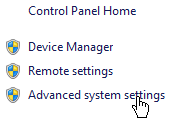 Control Panel Home
Device Manager
Remote settings
Advanced system settings